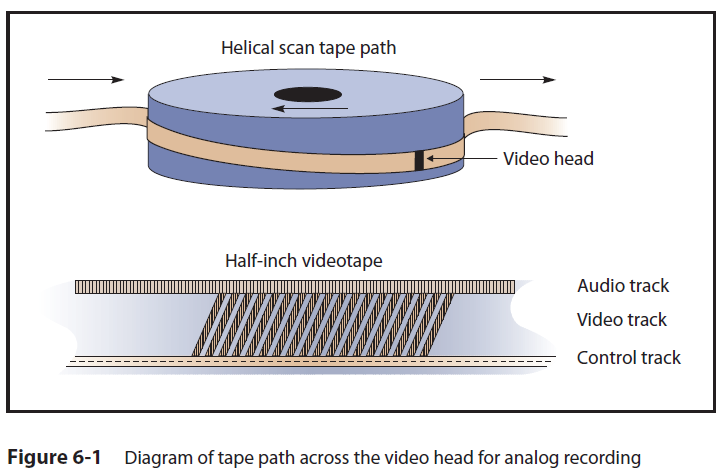 Helical scan tape path
Video head
Half-inch videotape
Audio track
Video track
Control track
Figure 6-1 Diagram of tape path across the video head for analog recording